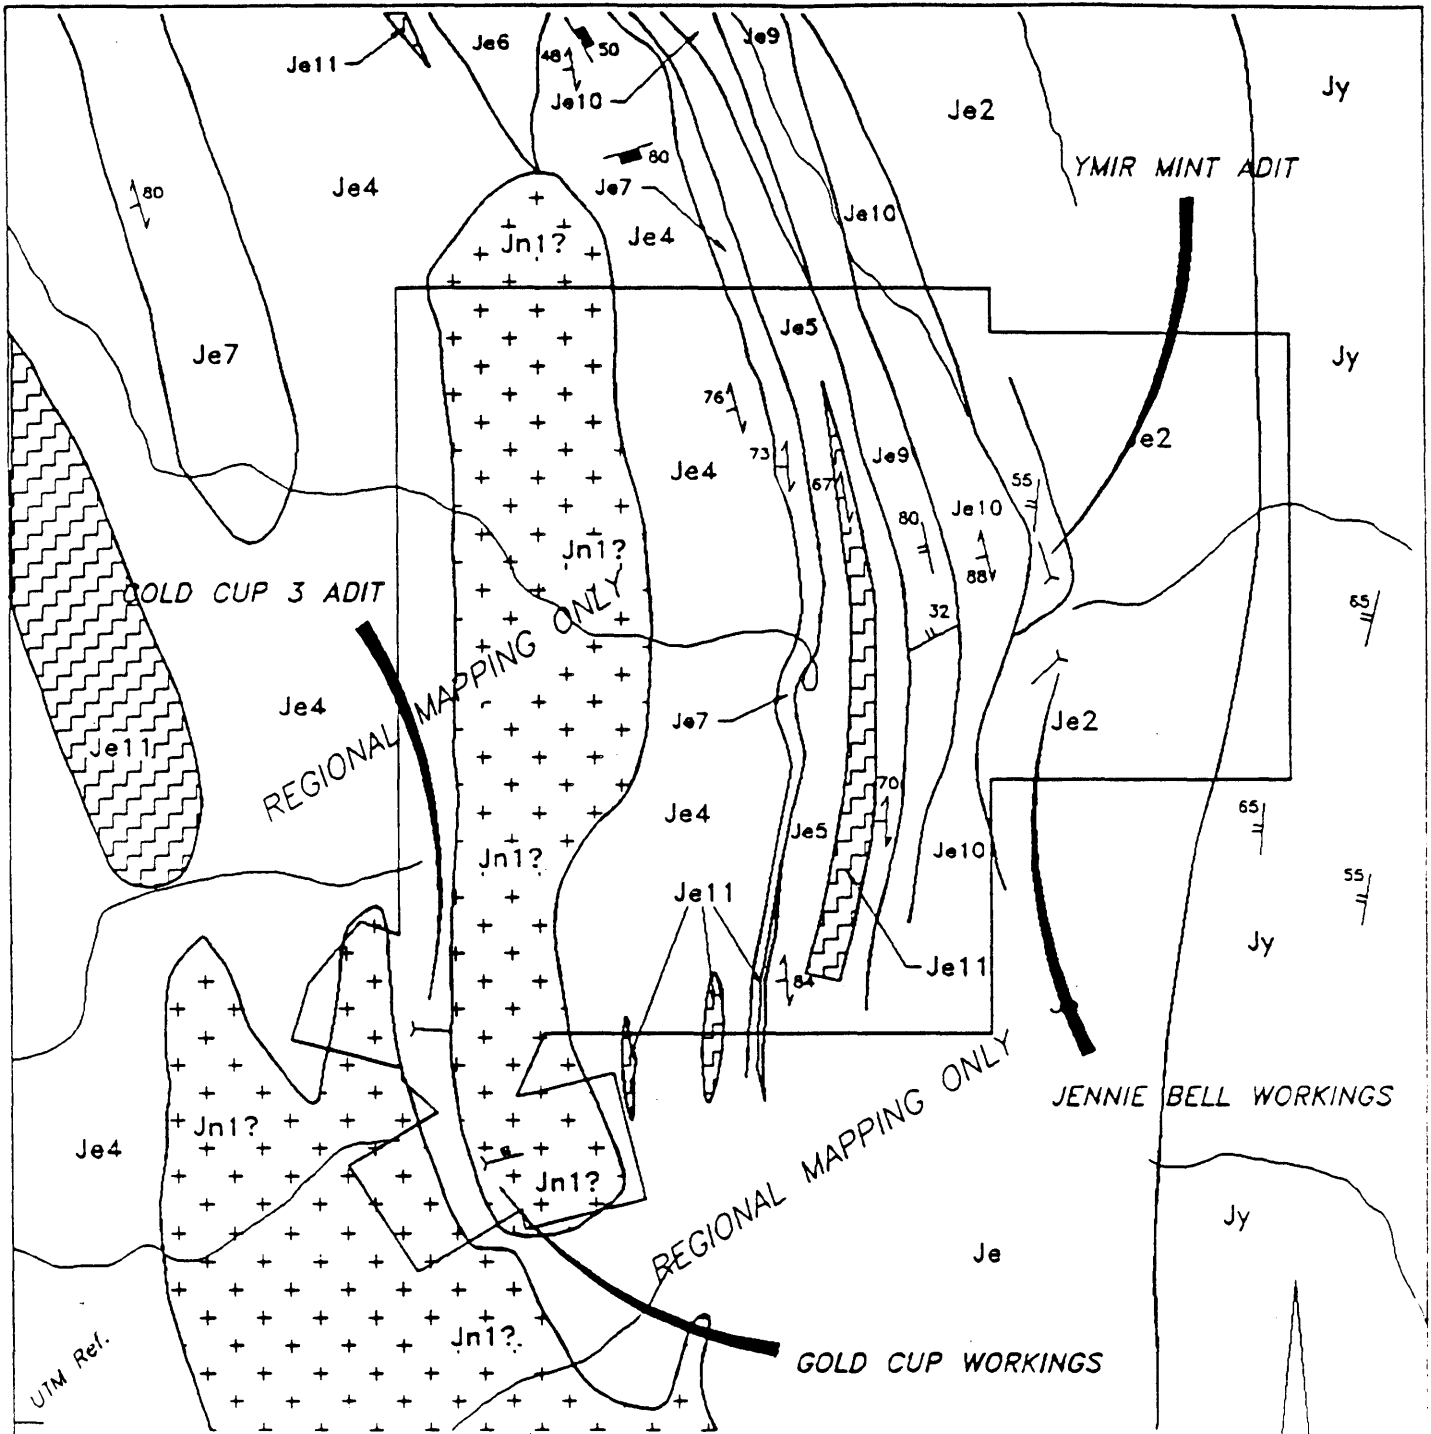 Je6
Je9
50
48
Je11
Je10
Jy
Je2
80
YMIR MINT ADIT
Je4
Je7
80
Je10
Jn1?
Je4
Je5
Je7
Jy
76
Je2
73
Je9
Je4
67
55
Je10
80
Jn1?
88
GOLD CUP 3 ADIT
65
32
REGIONAL MAPPING ONLY
Je4
Je7
Je2
Je11
70
65
Je4
Je5
Je10
Jn1?
55
Je11
Jy
Je11
84
REGIONAL MAPPING ONLY
JENNIE BELL WORKINGS
Jn1?
Je4
Jn1?
Jy
Je
Jn1?
GOLD CUP WORKINGS
UTM Ref.